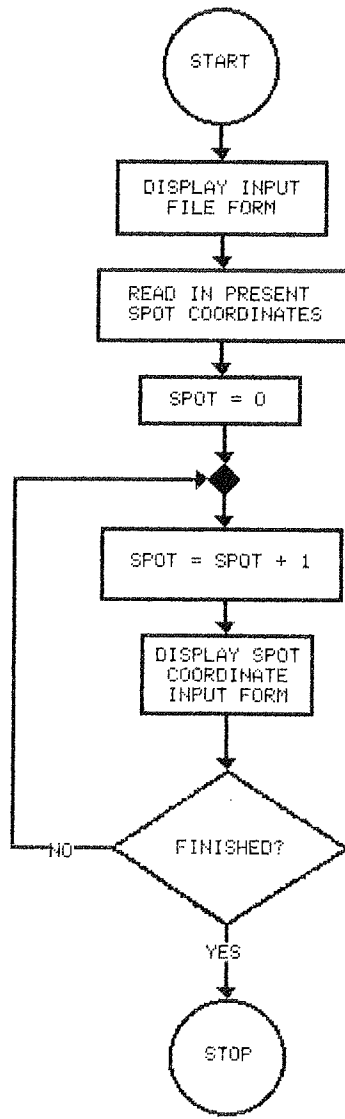 START
DISPLAY INPUT
FILE FORM
READ IN PRESENT
SPOT COORDINATES
SPOT = 0
SPOT = SPOT + 1
DISPLAY SPOT
COORDINATE
INPUT FORM
FINISHED?
NO
YES
STOP